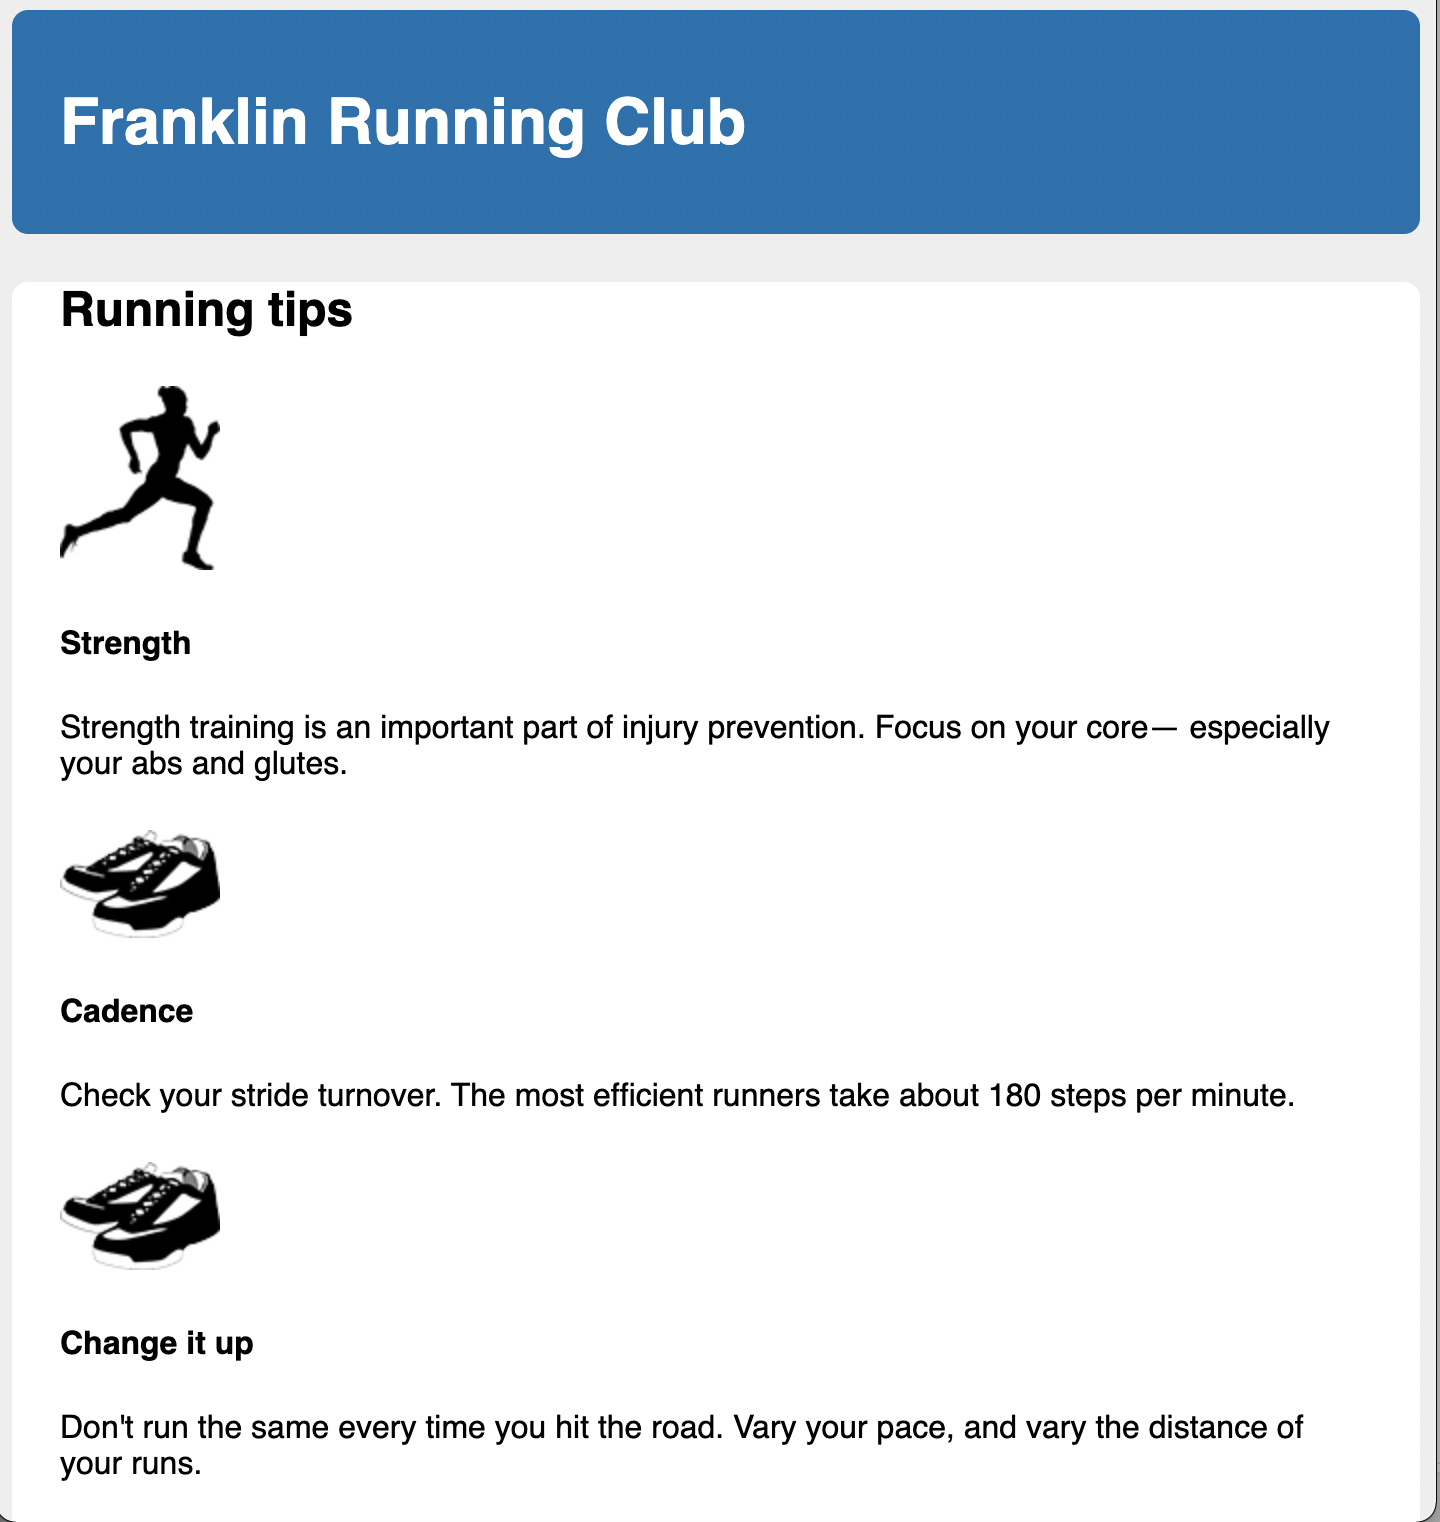 Franklin Running Club
Running tips
Strength
Strength training is an important part of injury prevention. Focus on your core— especially
your abs and glutes.
Cadence
Check your stride turnover. The most efficient runners take about 180 steps per minute.
Change it up
Don't run the same every time you hit the road. Vary your pace, and vary the distance of
your runs.